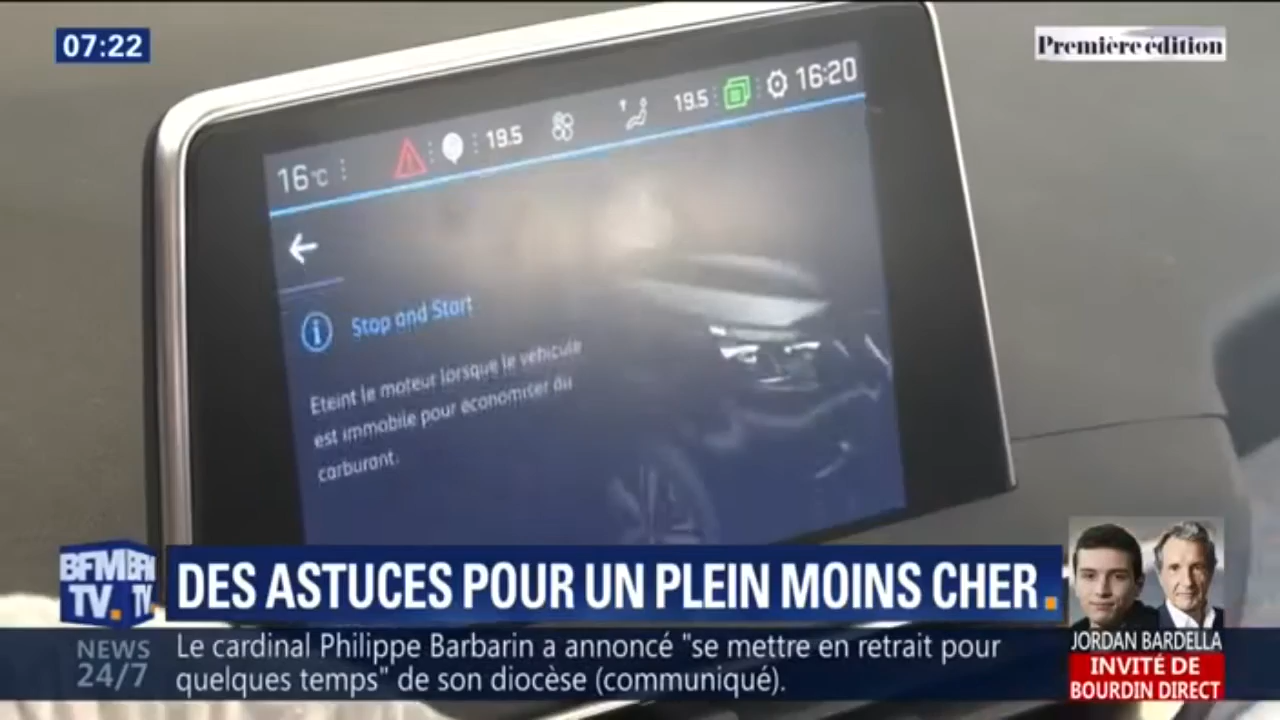 07:22
Première édition
16°C 19.5 19.5 16:20
Stop and Start
Eteint le moteur lorsque le véhicule
est immobile pour économiser du
carburant.
BFM
TV.
DES ASTUCES POUR UN PLEIN MOINS CHER.
NEWS
24/7
Le cardinal Philippe Barbarin a annoncé "se mettre en retrait pour
quelques temps" de son diocèse (communiqué).
JORDAN BARDELLA
INVITÉ DE
BOURDIN DIRECT